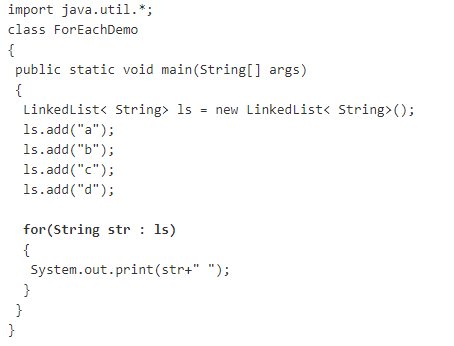 import java.util.*;
class ForEachDemo
{
 public static void main(String[] args)
 {
  LinkedList< String> ls = new LinkedList< String>();
  ls.add("a");
  ls.add("b");
  ls.add("c");
  ls.add("d");

  for(String str : ls)
  {
   System.out.print(str+" ");
  }
 }
}